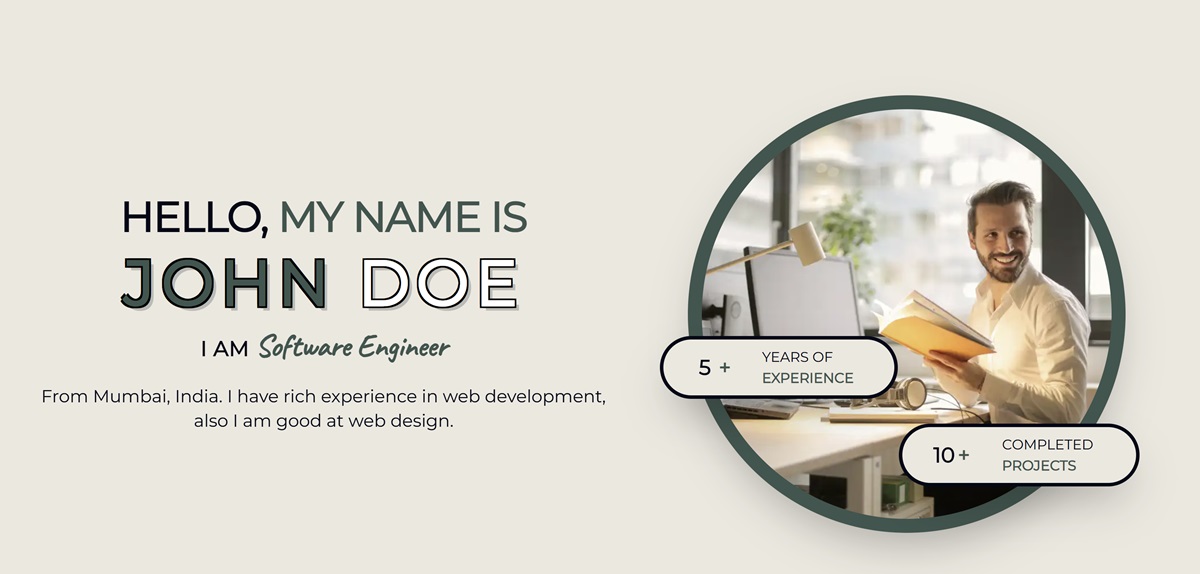 HELLO, MY NAME IS
JOHN DOE
I AM Software Engineer
From Mumbai, India. I have rich experience in web development,
also I am good at web design.
5 + YEARS OF
EXPERIENCE
10 + COMPLETED
PROJECTS